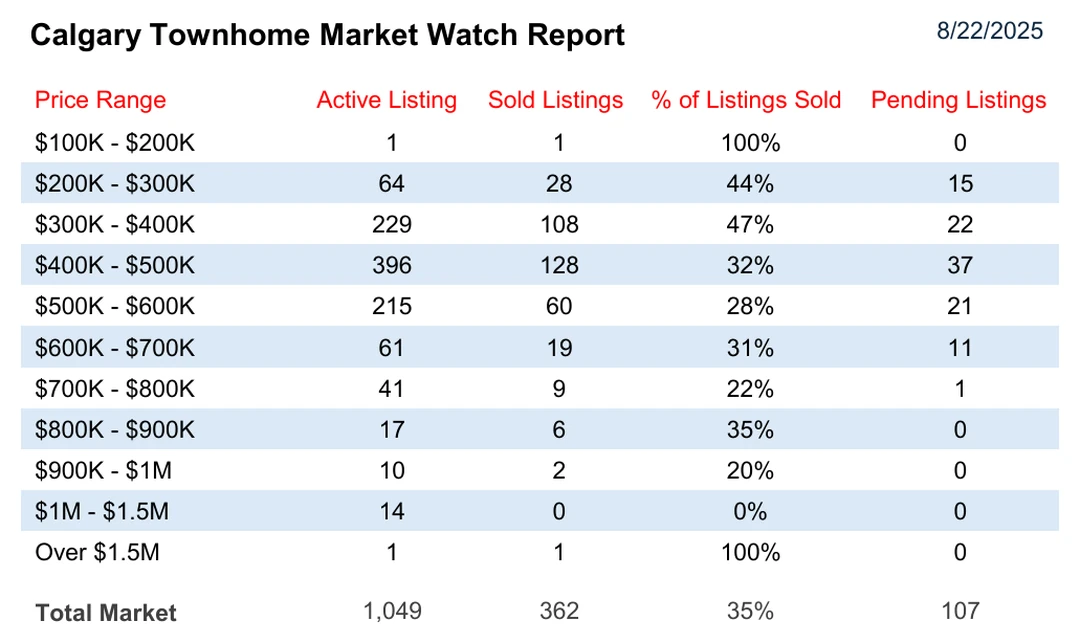 Calgary Townhome Market Watch Report 8/22/2025
Price Range Active Listing Sold Listings % of Listings Sold Pending Listings
$100K - $200K 1 1 100% 0
$200K - $300K 64 28 44% 15
$300K - $400K 229 108 47% 22
$400K - $500K 396 128 32% 37
$500K - $600K 215 60 28% 21
$600K - $700K 61 19 31% 11
$700K - $800K 41 9 22% 1
$800K - $900K 17 6 35% 0
$900K - $1M 10 2 20% 0
$1M - $1.5M 14 0 0% 0
Over $1.5M 1 1 100% 0
Total Market 1,049 362 35% 107